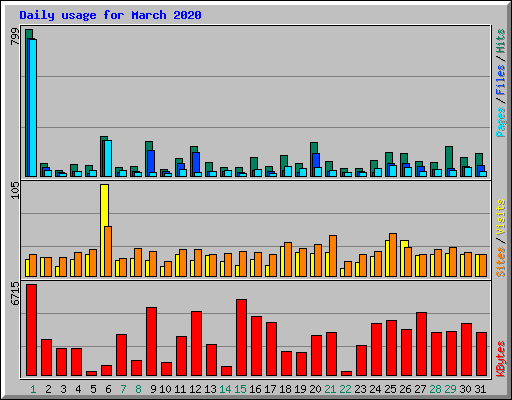 Daily usage for March 2020
799
Pages / Files / Hits
105
Sites / Visits
6715
KBytes
1 2 3 4 5 6 7 8 9 10 11 12 13 14 15 16 17 18 19 20 21 22 23 24 25 26 27 28 29 30 31